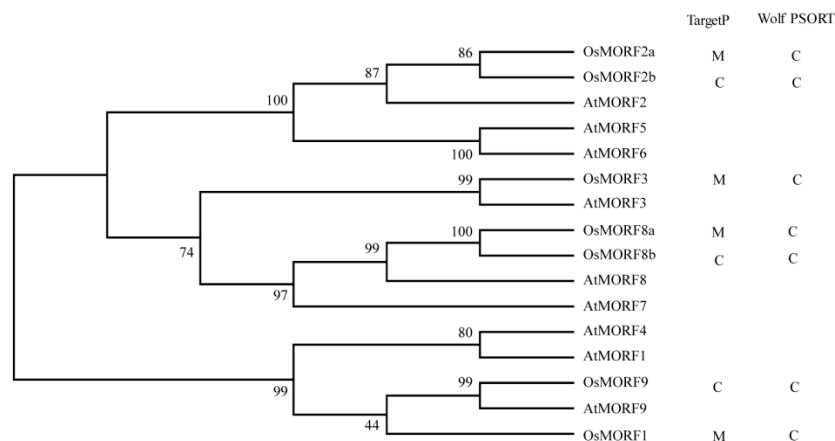 TargetP Wolf PSORT
86 OsMORF2a M C
87 OsMORF2b C C
100 AtMORF2
AtMORF5
100 AtMORF6
99 OsMORF3 M C
AtMORF3
74 99 100 OsMORF8a M C
OsMORF8b C C
AtMORF8
97 AtMORF7
80 AtMORF4
AtMORF1
99 99 OsMORF9 C C
AtMORF9
44 OsMORF1 M C